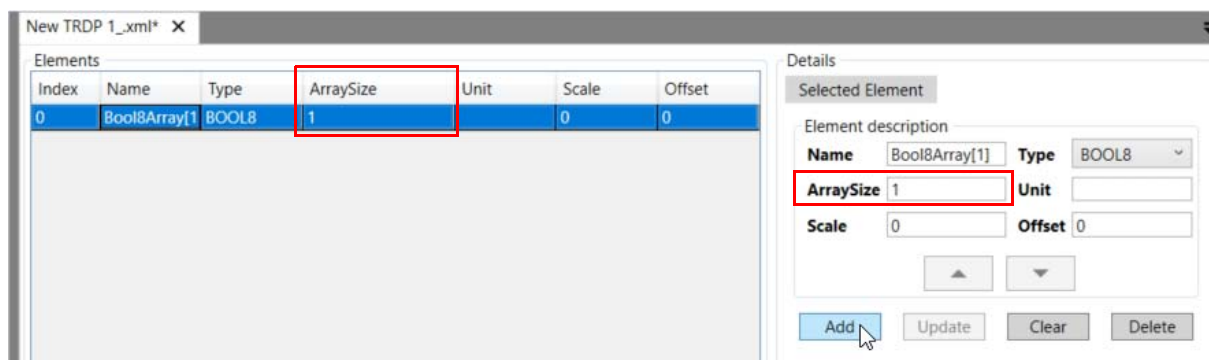 New TRDP 1_.xml* X
Elements
Index Name Type ArraySize Unit Scale Offset
0 Bool8Array[1 BOOL8 1 0 0
Details
Selected Element
Element description
Name Bool8Array[1] Type BOOL8
ArraySize 1 Unit
Scale 0 Offset 0
Add Update Clear Delete